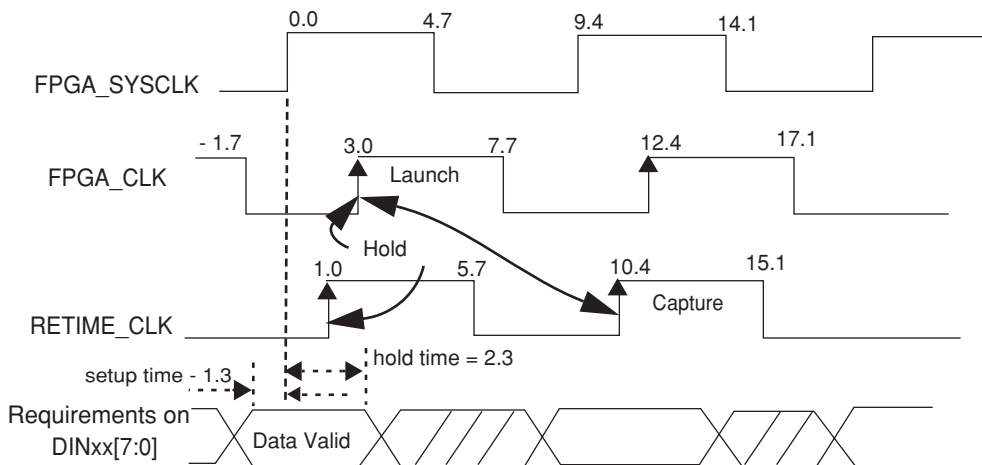 0.0 4.7 9.4 14.1
FPGA_SYSCLK
- 1.7 3.0 7.7 12.4 17.1
FPGA_CLK Launch
Hold
1.0 5.7 10.4 15.1
RETIME_CLK Capture
hold time = 2.3
setup time - 1.3
Requirements on
DINxx[7:0] Data Valid